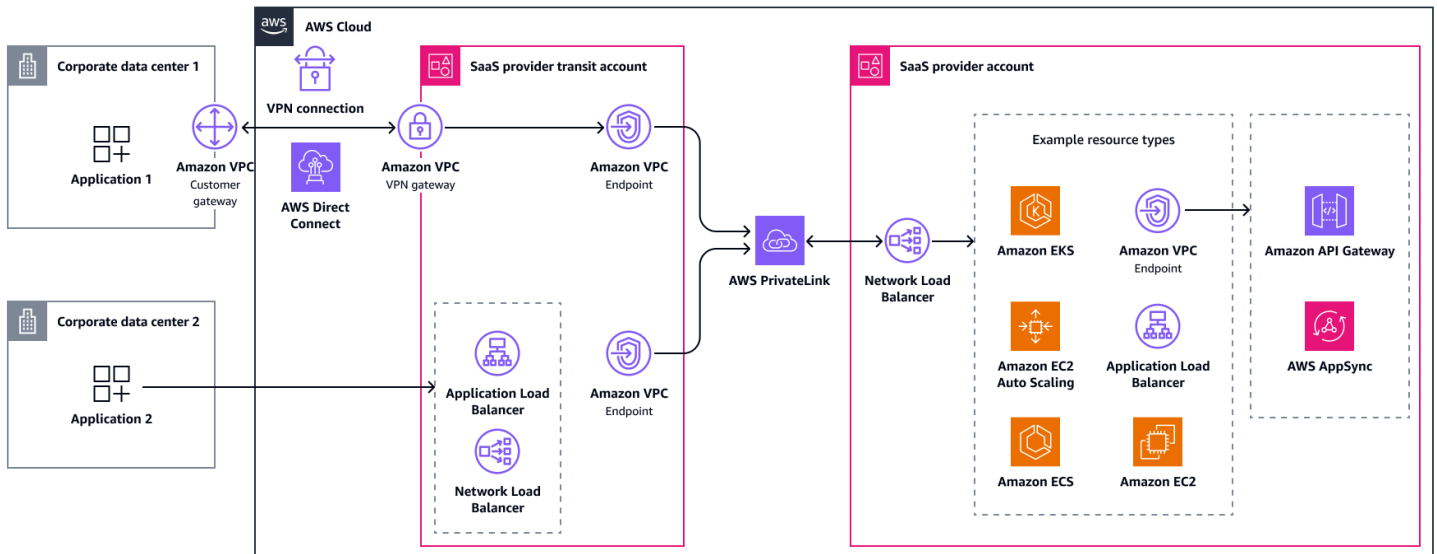 aws
AWS Cloud
Corporate data center 1
Application 1
Amazon VPC
Customer
gateway
VPN connection
AWS Direct
Connect
SaaS provider transit account
Amazon VPC
VPN gateway
Amazon VPC
Endpoint
Corporate data center 2
Application 2
Application Load
Balancer
Network Load
Balancer
Amazon VPC
Endpoint
AWS PrivateLink
SaaS provider account
Network Load
Balancer
Example resource types
Amazon EKS
Amazon VPC
Endpoint
Amazon EC2
Auto Scaling
Application Load
Balancer
Amazon ECS
Amazon EC2
Amazon API Gateway
AWS AppSync